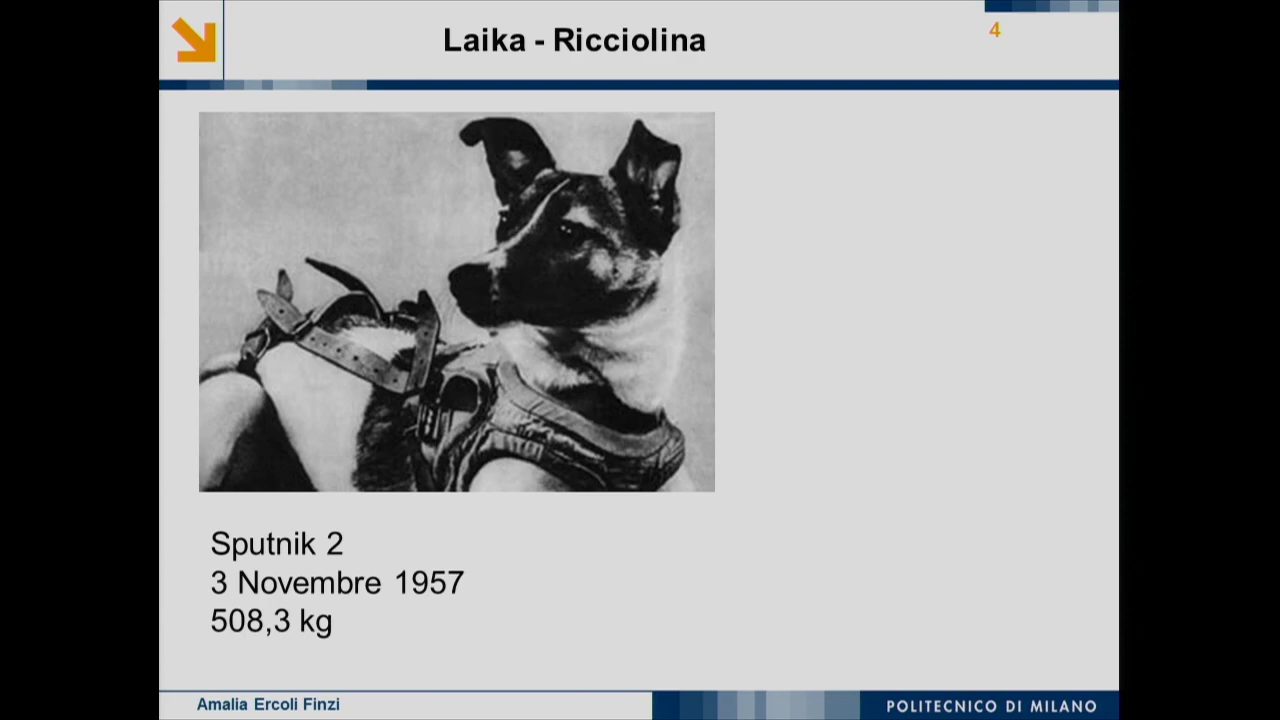 Laika - Ricciolina
4
Sputnik 2
3 Novembre 1957
508,3 kg
Amalia Ercoli Finzi
POLITECNICO DI MILANO